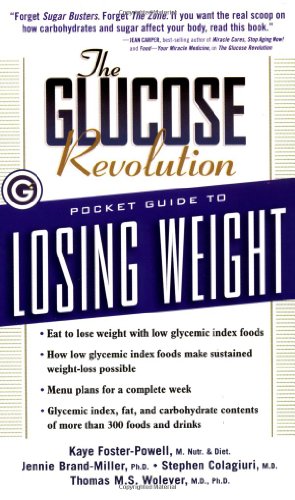 "Forget Sugar Busters. Forget The Zone. If you want the real scoop on
how carbohydrates and sugar affect your body, read this book."
—JEAN CARPER, best-selling author of Miracle Cures, Stop Aging Now!
and Food—Your Miracle Medicine, on The Glucose Revolution
The
GLUCOSE
Revolution
G
POCKET GUIDE TO
LOSING WEIGHT
• Eat to lose weight with low glycemic index foods
• How low glycemic index foods make sustained
weight-loss possible
• Menu plans for a complete week
• Glycemic index, fat, and carbohydrate contents
of more than 300 foods and drinks
Kaye Foster-Powell, M. Nutr. & Diet.
Jennie Brand-Miller, Ph.D. • Stephen Colagiuri, M.D.
Thomas M.S. Wolever, M.D., Ph.D.